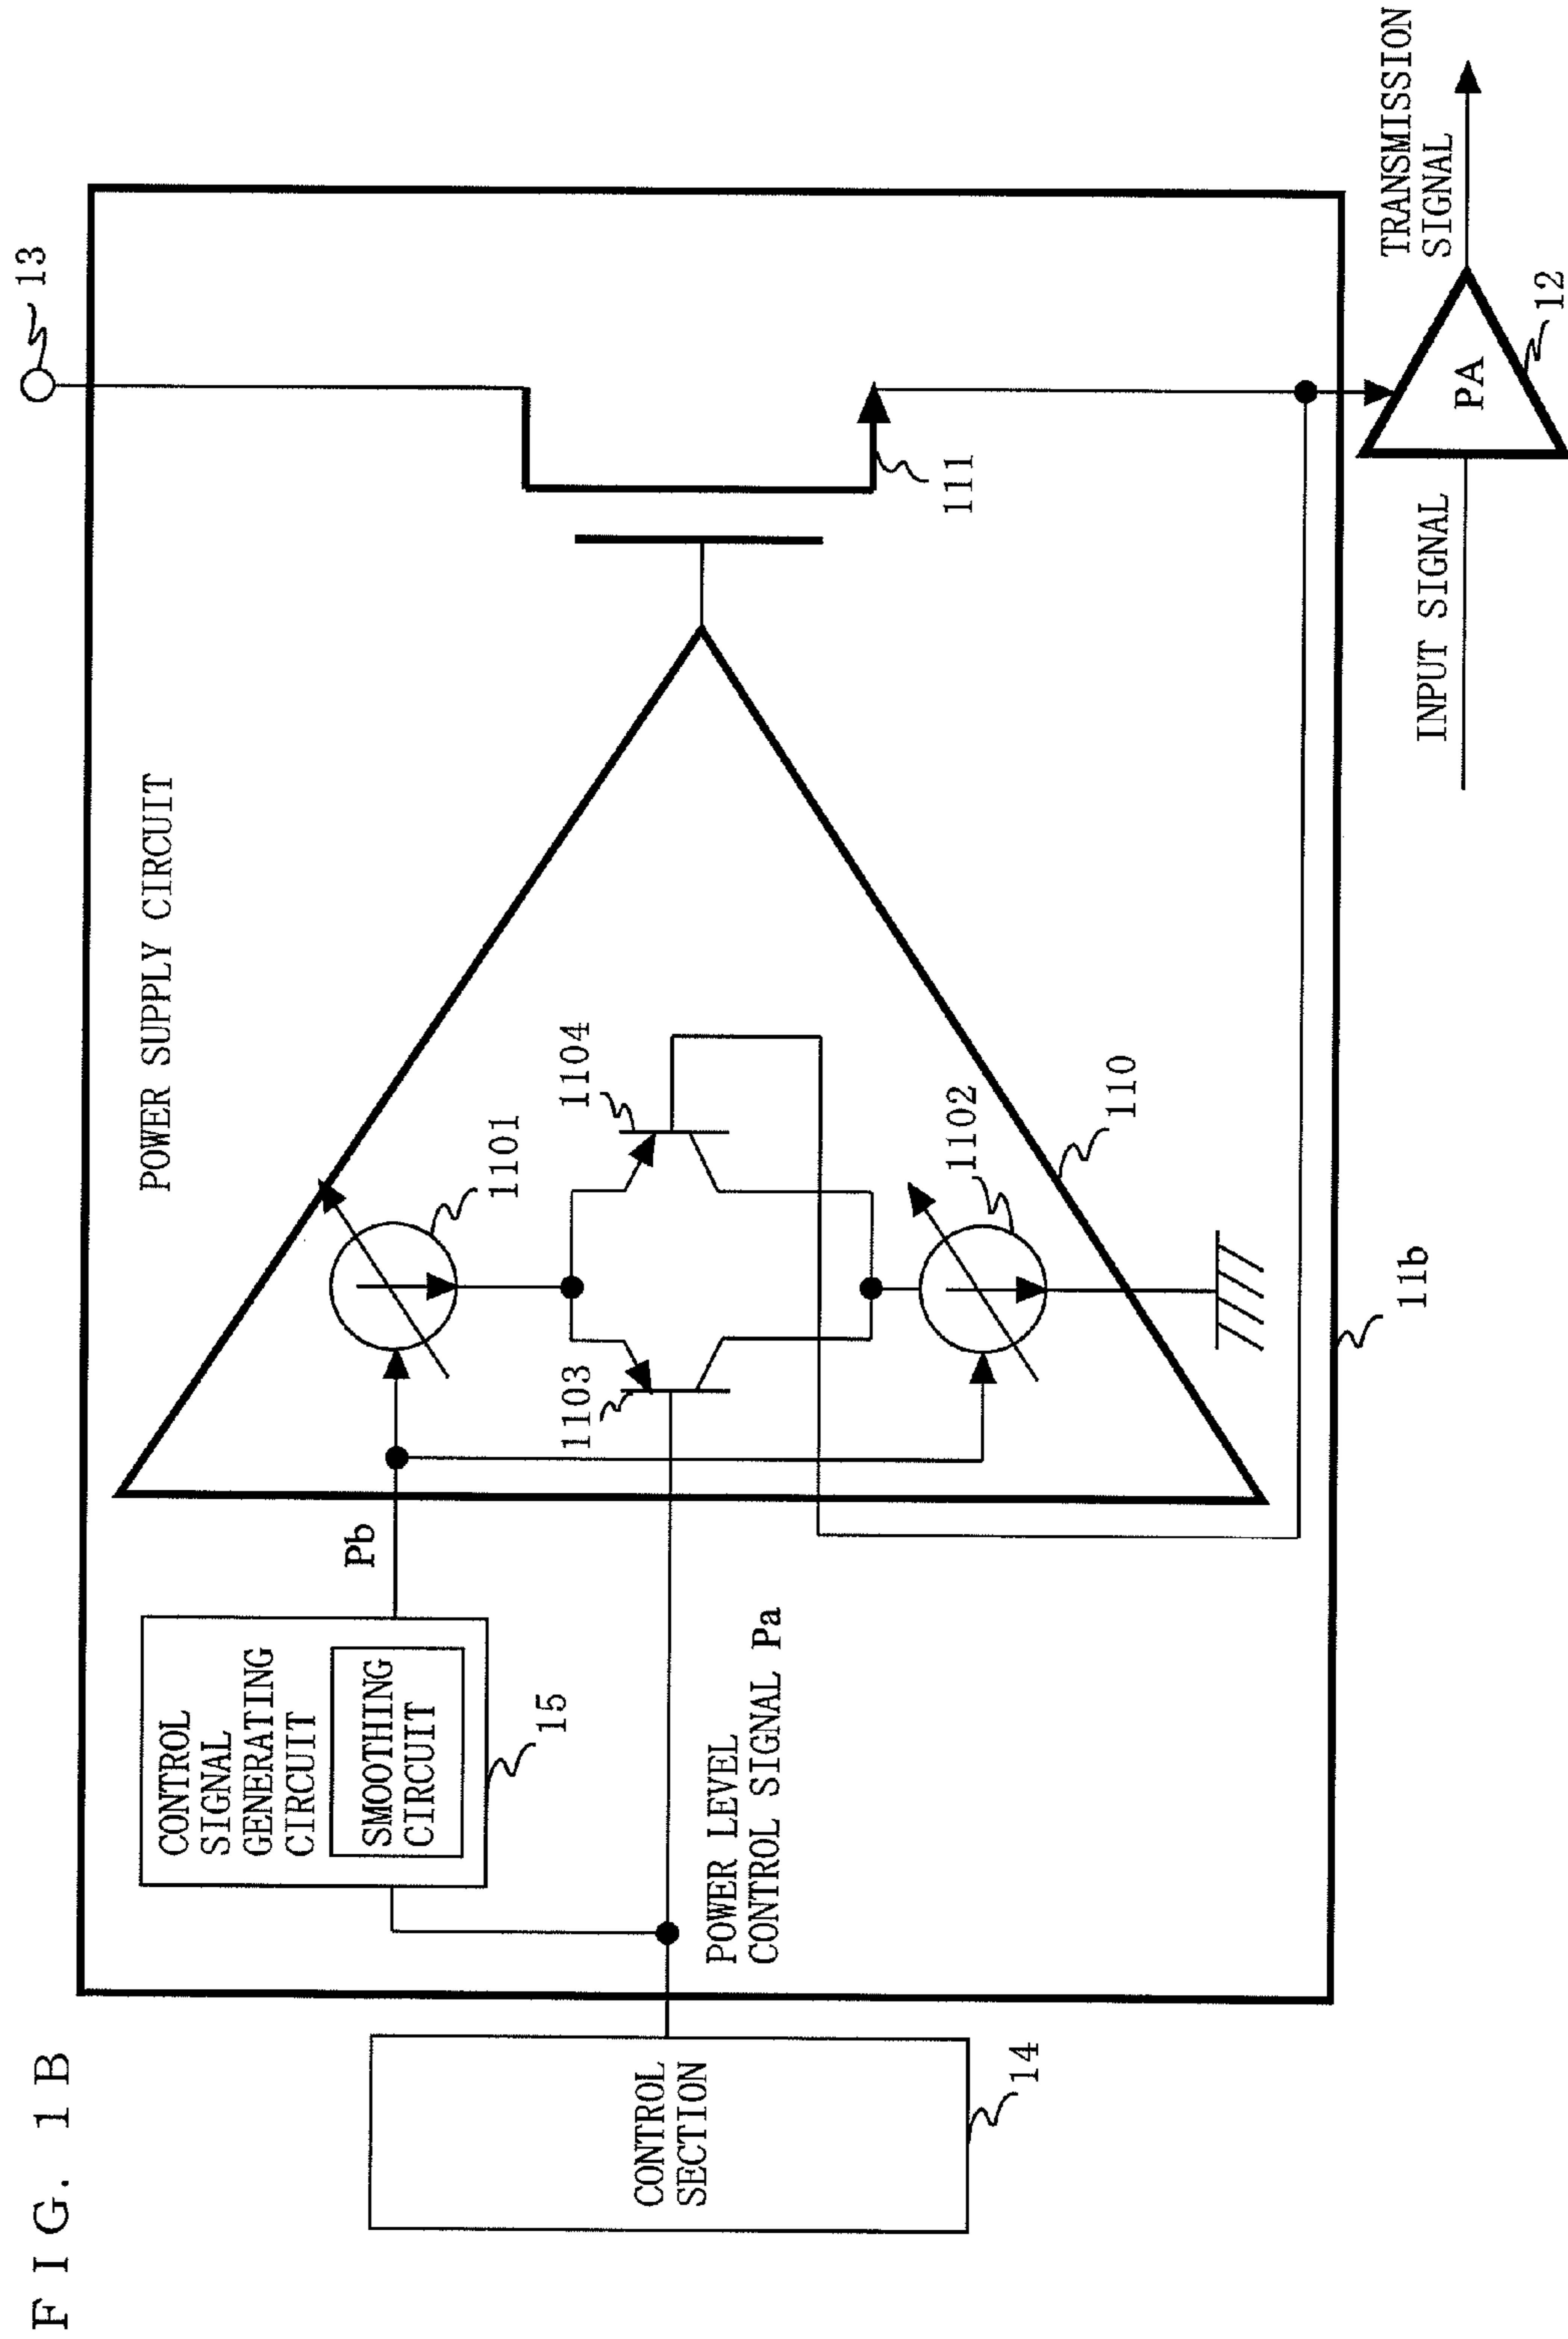 FIG. 1B
POWER SUPPLY CIRCUIT
13
CONTROL
SIGNAL
GENERATING
CIRCUIT
SMOOTHING
CIRCUIT
15
Pb
1101
1103
1104
1102
110
111
CONTROL
SECTION
14
POWER LEVEL
CONTROL SIGNAL Pa
11b
INPUT SIGNAL
PA
12
TRANSMISSION
SIGNAL